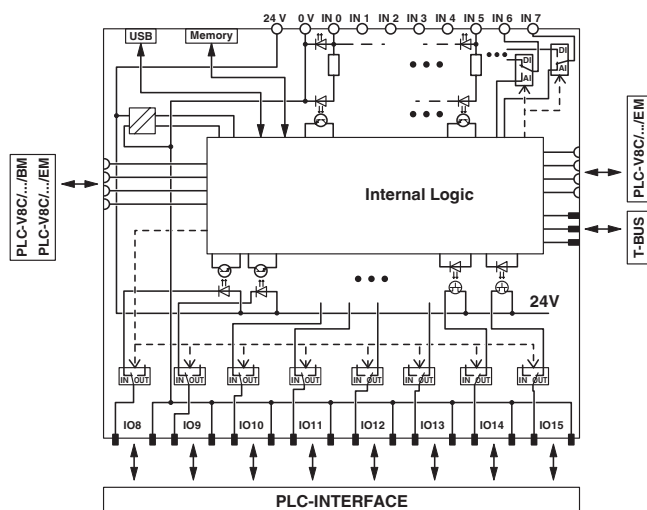 24 V 0 V IN 0 IN 1 IN 2 IN 3 IN 4 IN 5 IN 6 IN 7
USB Memory
DI
AI
DI
AI
PLC-V8C/.../BM
PLC-V8C/.../EM
Internal Logic
PLC-V8C/.../EM
T-BUS
24V
IN OUT IN OUT IN OUT IN OUT IN OUT IN OUT IN OUT IN OUT
IO8 IO9 IO10 IO11 IO12 IO13 IO14 IO15
PLC-INTERFACE